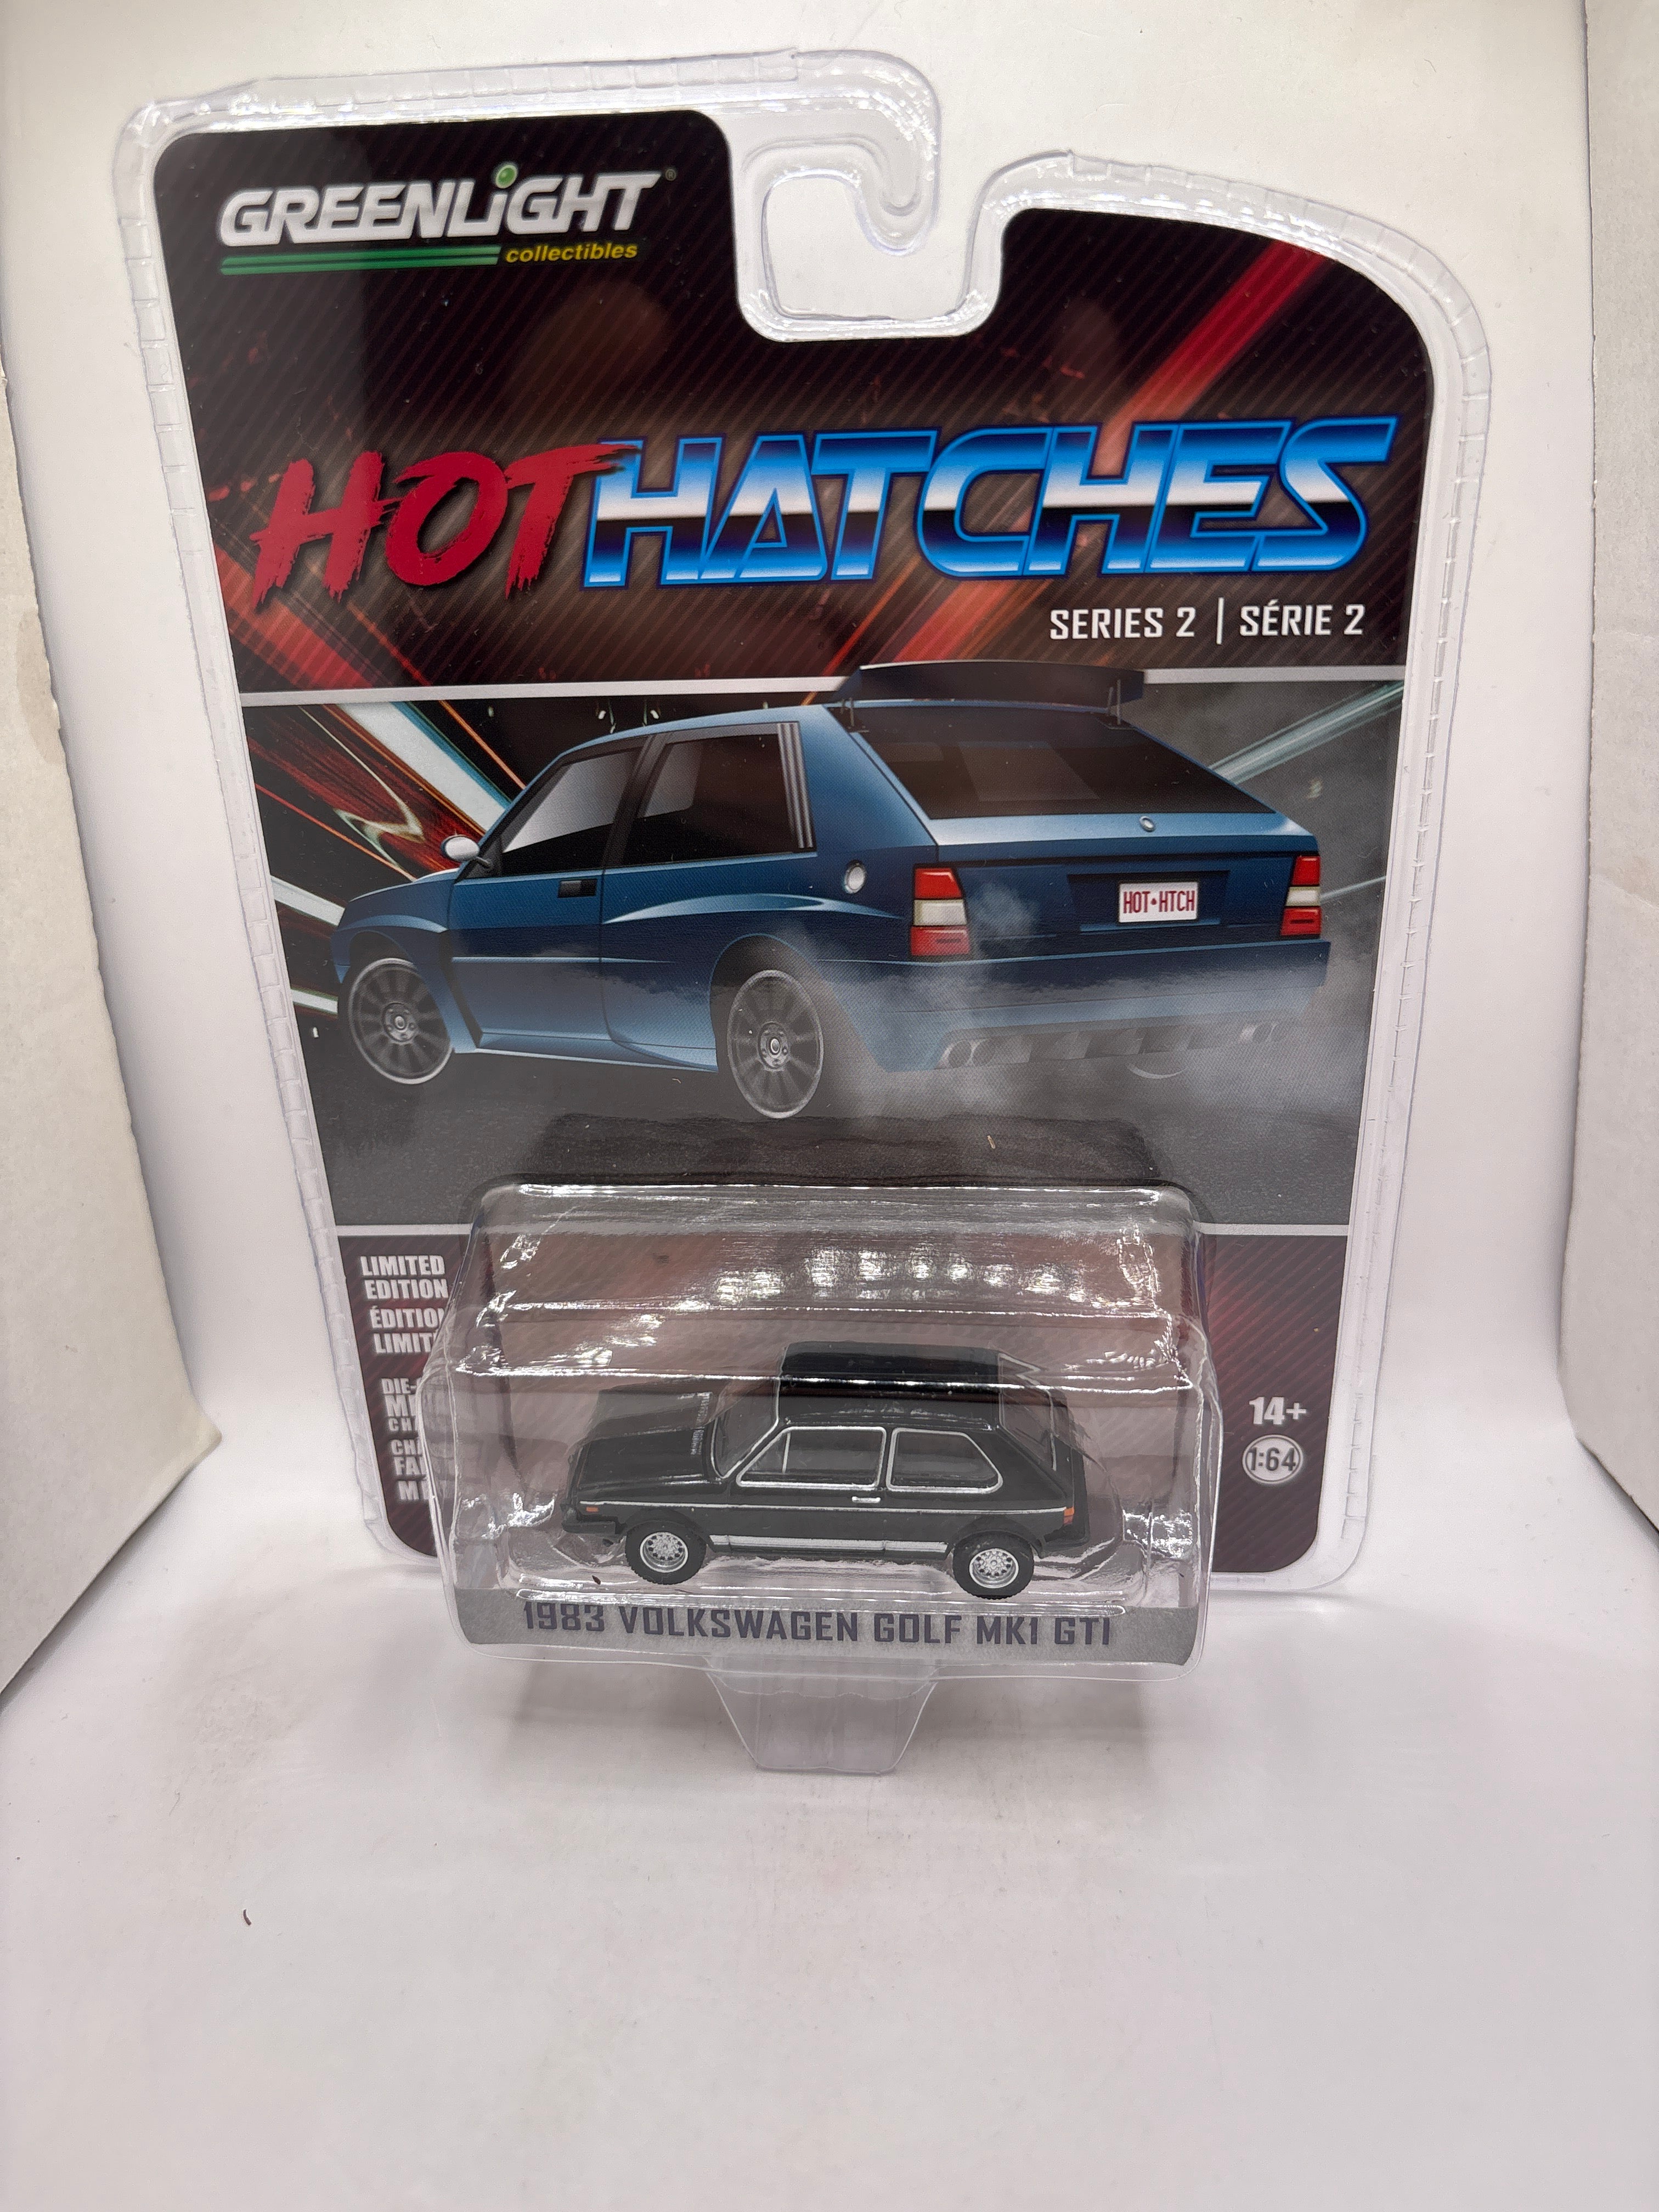 GREENLiGHT®
collectibles
HOT HATCHES
SERIES 2 | SÉRIE 2
HOT HTCH
LIMITED
EDITION
14+
1:64
1983 VOLKSWAGEN GOLF MK1 GTI